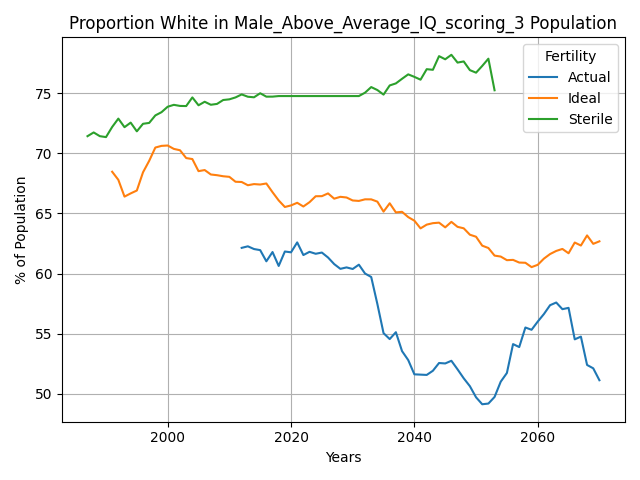 Proportion White in Male_Above_Average_IQ_scoring_3 Population
Fertility
Actual
Ideal
Sterile
% of Population
75
70
65
60
55
50
2000
2020
2040
2060
Years